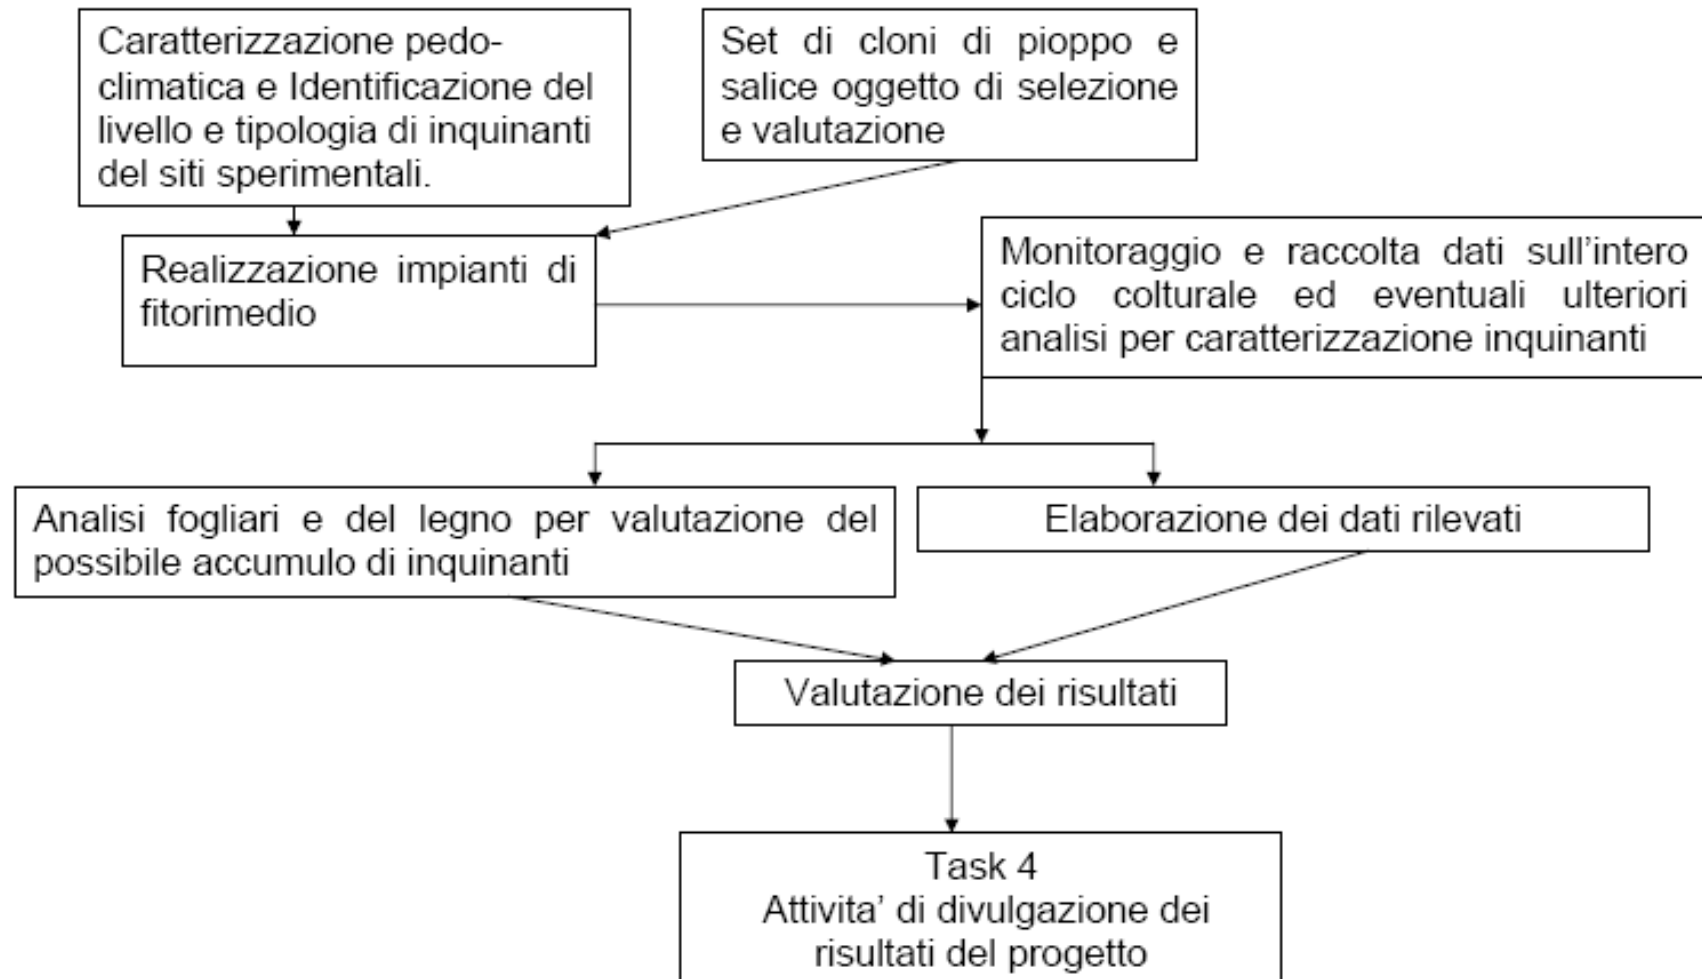 Caratterizzazione pedo-
climatica e Identificazione del
livello e tipologia di inquinanti
del siti sperimentali.
Set di cloni di pioppo e
salice oggetto di selezione
e valutazione
Realizzazione impianti di
fitorimedio
Monitoraggio e raccolta dati sull’intero
ciclo colturale ed eventuali ulteriori
analisi per caratterizzazione inquinanti
Analisi fogliari e del legno per valutazione del
possibile accumulo di inquinanti
Elaborazione dei dati rilevati
Valutazione dei risultati
Task 4
Attivita’ di divulgazione dei
risultati del progetto